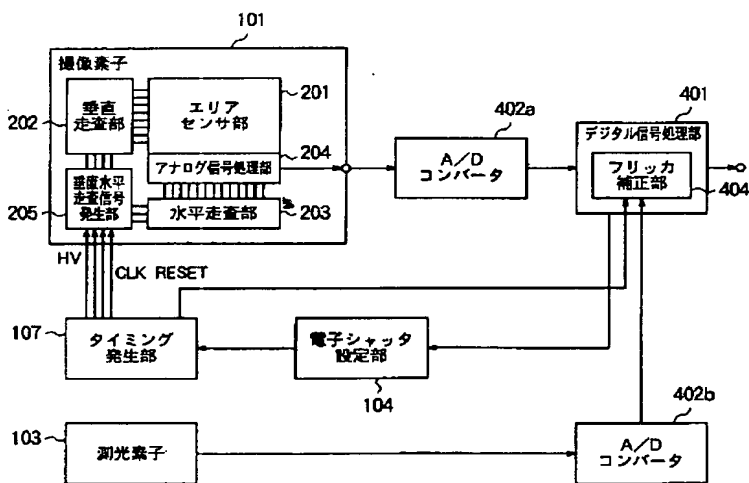 101
撮像素子
202
垂直
走査部
201
エリア
センサ部
204
アナログ信号処理部
205
垂直水平
走査信号
発生部
水平走査部
203
402a
A/D
コンバータ
401
デジタル信号処理部
フリッカ
補正部
404
HV
CLK RESET
107
タイミング
発生部
電子シャッタ
設定部
104
103
測光素子
402b
A/D
コンバータ